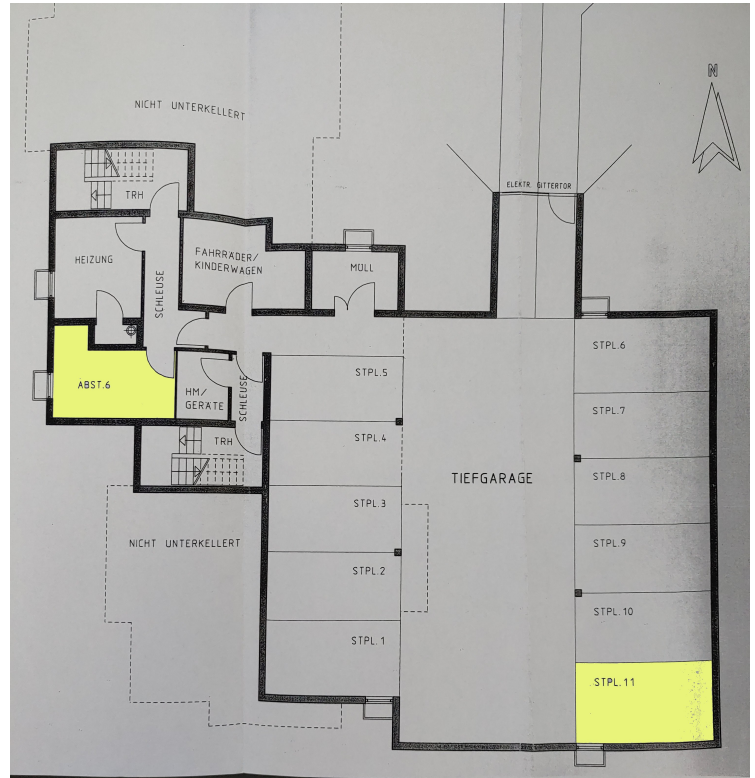 N
NICHT UNTERKELLERT
ELEKTR. GITTERTOR
TRH
HEIZUNG
SCHLEUSE
FAHRRÄDER/
KINDERWAGEN
MÜLL
STPL.6
STPL.5
ABST.6
HM/
GERÄTE
SCHLEUSE
STPL.7
TRH
STPL.4
TIEFGARAGE
STPL.8
STPL.3
NICHT UNTERKELLERT
STPL.9
STPL.2
STPL.10
STPL.1
STPL.11